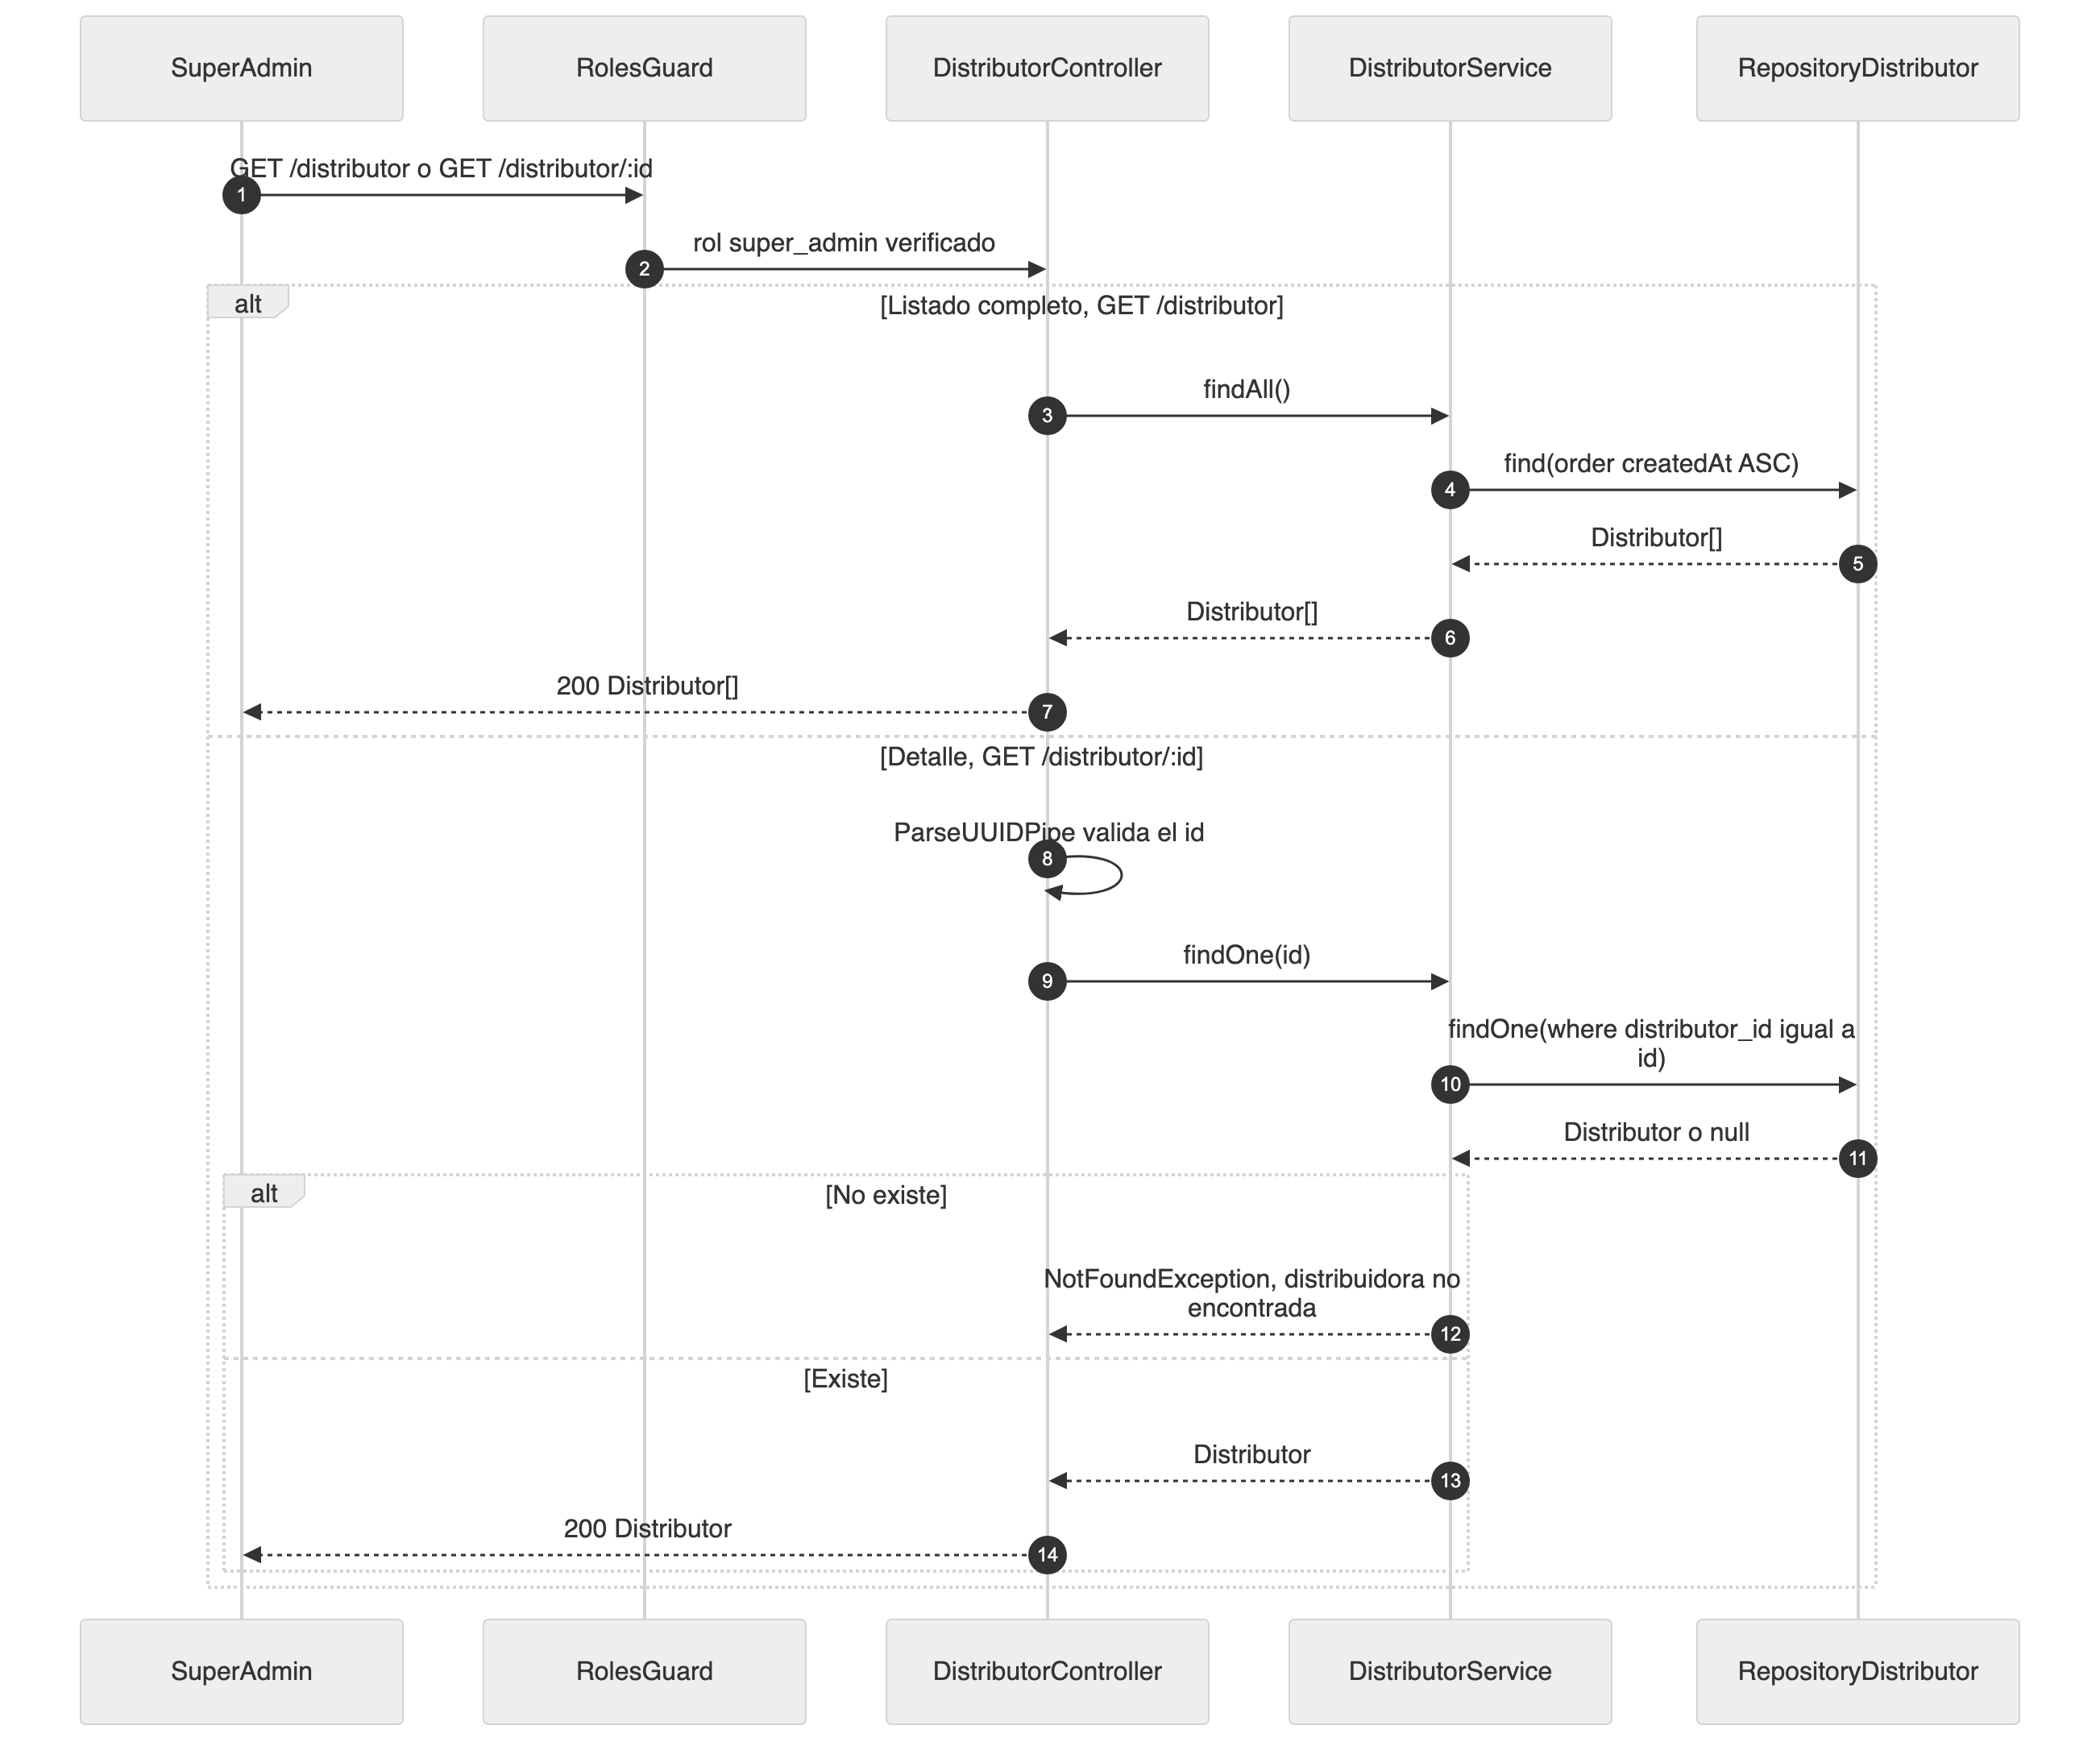 SuperAdmin
RolesGuard
DistributorController
DistributorService
RepositoryDistributor
GET /distributor o GET /distributor/:id
1
rol super_admin verificado
2
alt
[Listado completo, GET /distributor]
findAll()
3
find(order createdAt ASC)
4
Distributor[]
5
Distributor[]
6
200 Distributor[]
7
[Detalle, GET /distributor/:id]
ParseUUIDPipe valida el id
8
findOne(id)
9
findOne(where distributor_id igual a
id)
10
Distributor o null
11
alt
[No existe]
NotFoundException, distribuidora no
encontrada
12
[Existe]
Distributor
13
200 Distributor
14
SuperAdmin
RolesGuard
DistributorController
DistributorService
RepositoryDistributor